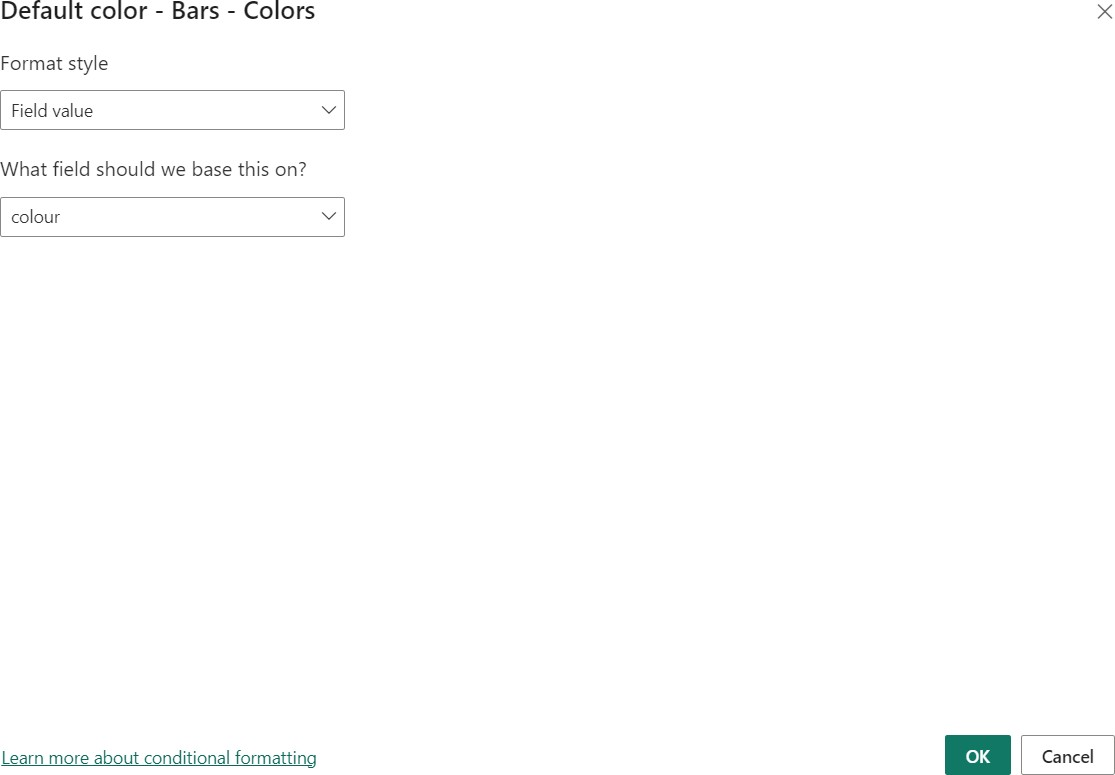 Default color - Bars - Colors
Format style
Field value
What field should we base this on?
colour
Learn more about conditional formatting
OK
Cancel